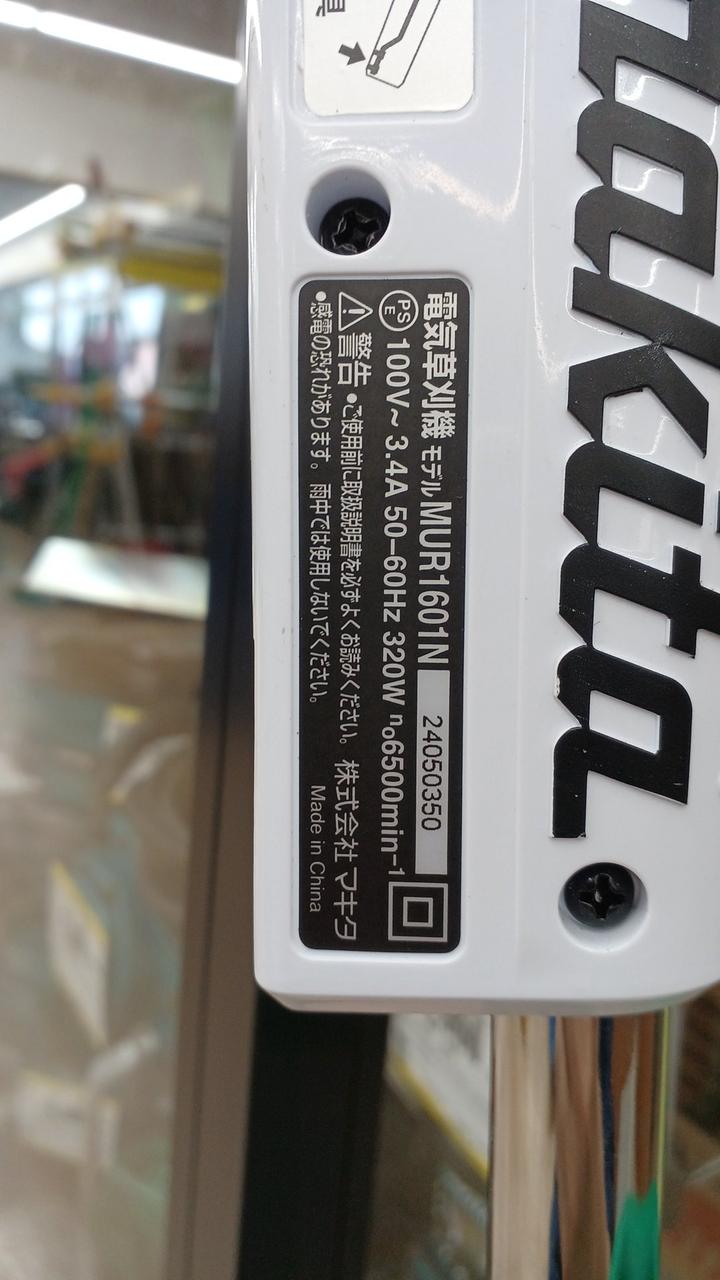 具
makita
電気草刈機 モデル MUR1601N 24050350
PS E 100V~ 3.4A 50-60Hz 320W n₀6500min⁻¹
警告 ●ご使用前に取扱説明書を必ずよくお読みください。 株式会社 マキタ
●感電の恐れがあります。 雨中では使用しないでください。 Made in China